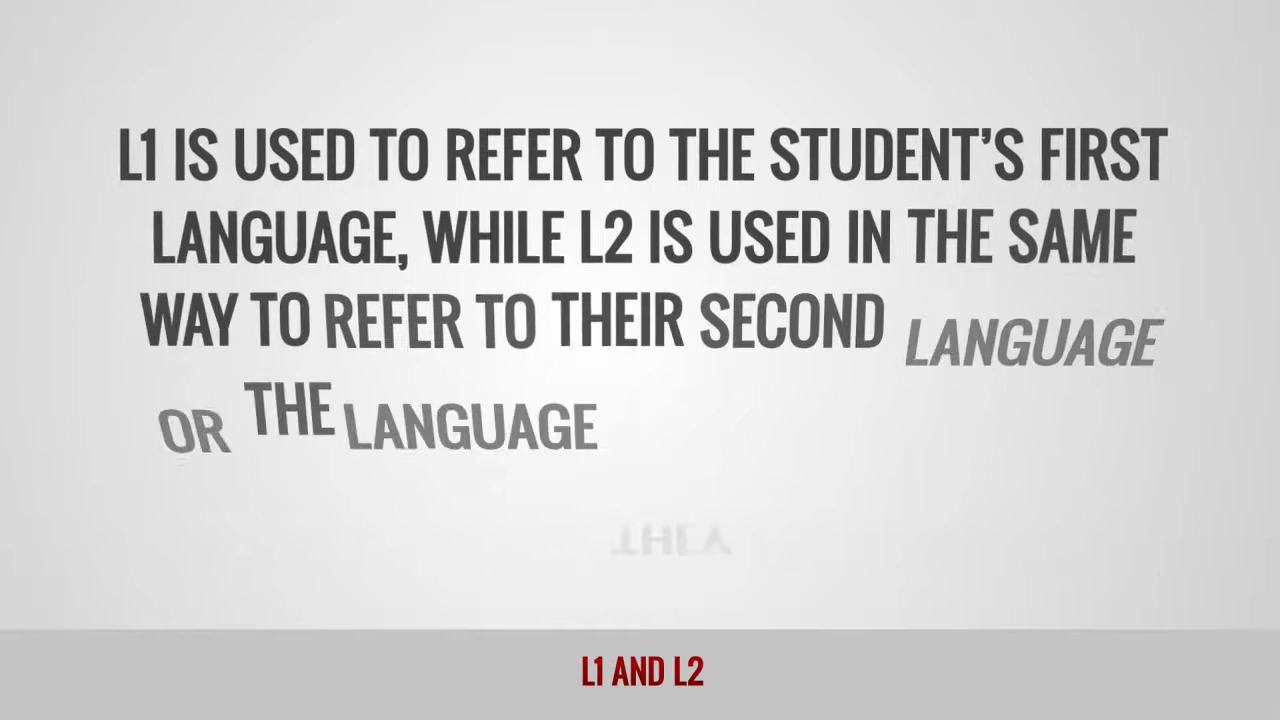 L1 IS USED TO REFER TO THE STUDENT'S FIRST
LANGUAGE, WHILE L2 IS USED IN THE SAME
WAY TO REFER TO THEIR SECOND LANGUAGE
OR THE LANGUAGE
THEY
L1 AND L2